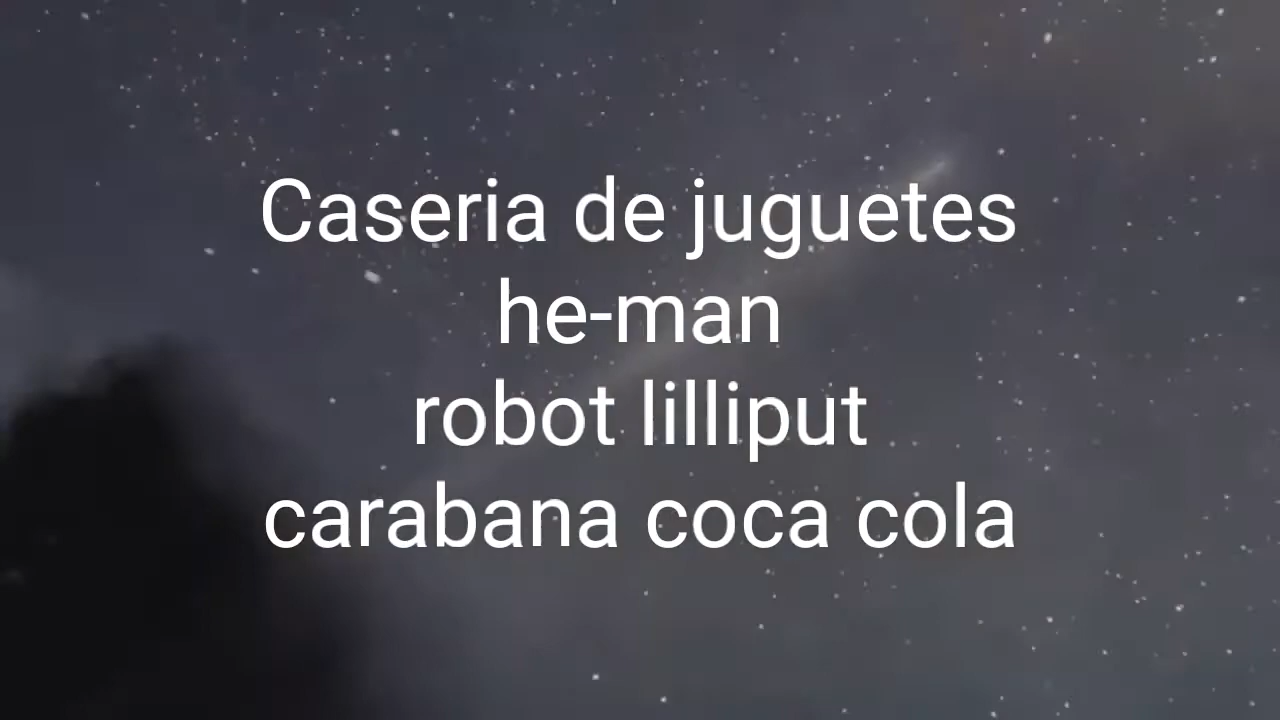 Caseria de juguetes
he-man
robot lilliput
carabana coca cola